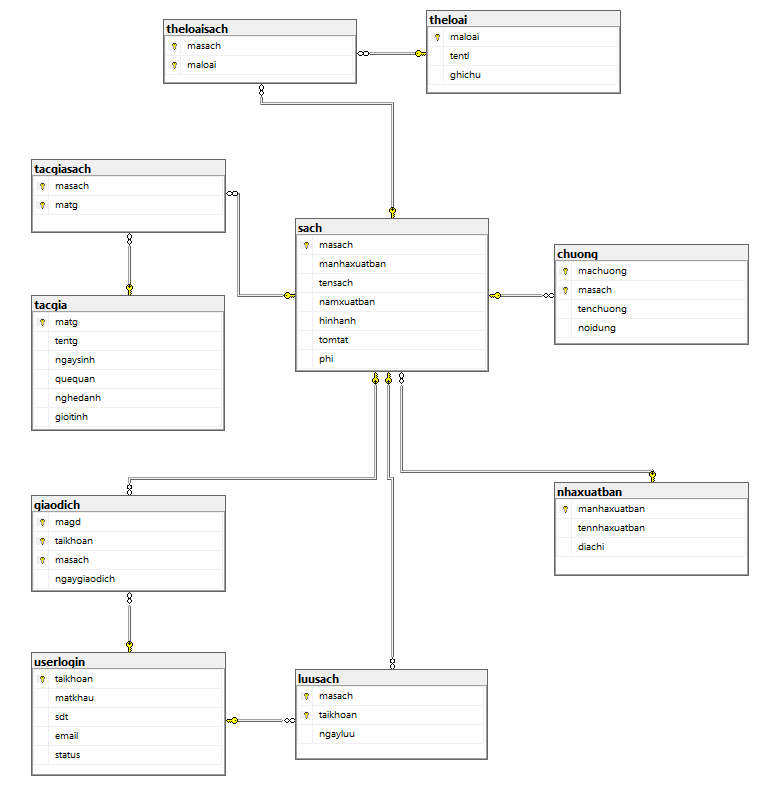 theloaisach
masach
maloai
theloai
maloai
tentl
ghichu
tacgiasach
masach
matg
sach
masach
manhaxuatban
tensach
namxuatban
hinhanh
tomtat
phi
chuong
machuong
masach
tenchuong
noidung
tacgia
matg
tentg
ngaysinh
quequan
nghedanh
gioitinh
giaodich
magd
taikhoan
masach
ngaygiaodich
nhaxuatban
manhaxuatban
tennhaxuatban
diachi
userlogin
taikhoan
matkhau
sdt
email
status
luusach
masach
taikhoan
ngayluu